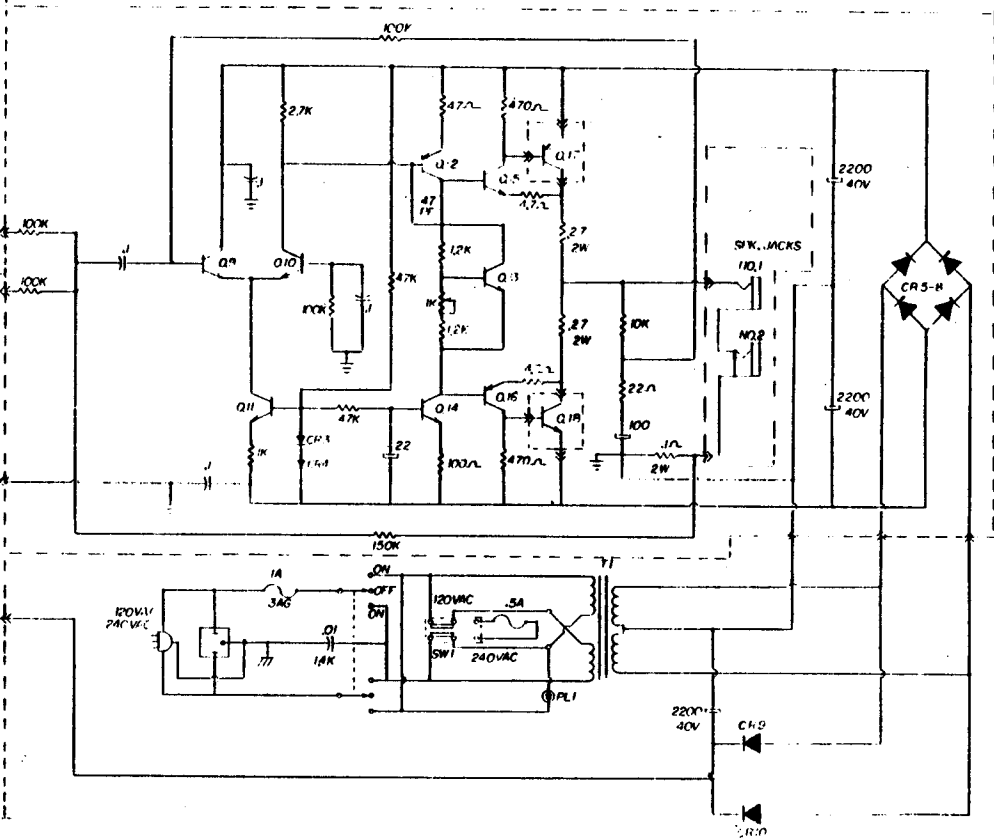 100K
2.7K
47Ω
470Ω
Q12
Q17
Q15
4.7Ω
.1
47
PF
2200
40V
100K
.1
Q9
Q10
1.2K
Q13
.27
2W
SPK. JACKS
NO.1
100K
47K
100K
.1
1K
1.2K
.27
2W
10K
NO.2
CR5-8
22Ω
Q11
47K
Q14
Q16
Q18
100
2200
40V
CR3
CR4
22
1K
100Ω
470Ω
.1Ω
2W
.1
150K
ON
OFF
ON
1A
3AG
120VAC
240VAC
.01
1.4K
120VAC
.5A
SW1
240VAC
T1
PL1
2200
40V
CR9
CR10